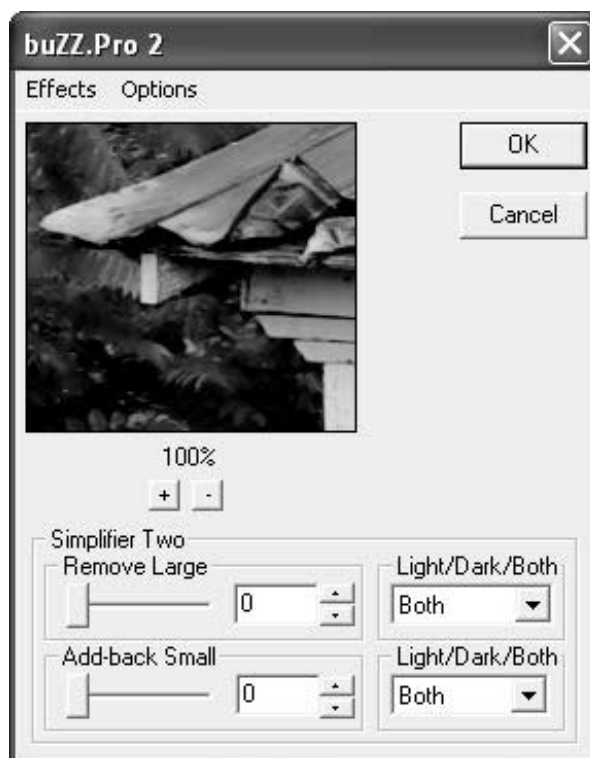 buZZ.Pro 2
Effects Options
OK
Cancel
100%
+ -
Simplifier Two
Remove Large Light/Dark/Both
0 Both
Add-back Small Light/Dark/Both
0 Both